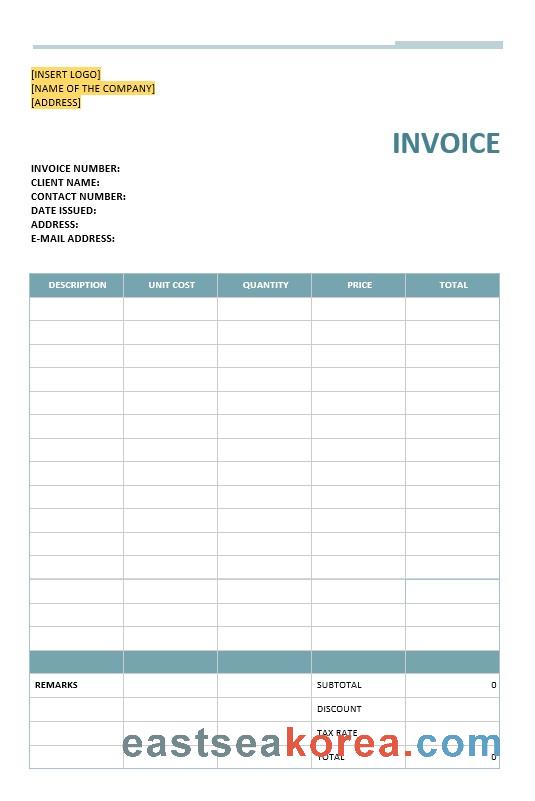 [INSERT LOGO]
[NAME OF THE COMPANY]
[ADDRESS]
INVOICE
INVOICE NUMBER:
CLIENT NAME:
CONTACT NUMBER:
DATE ISSUED:
ADDRESS:
E-MAIL ADDRESS:
DESCRIPTION UNIT COST QUANTITY PRICE TOTAL
REMARKS SUBTOTAL 0
DISCOUNT
TAX RATE
eastseakorea.com
TOTAL 0